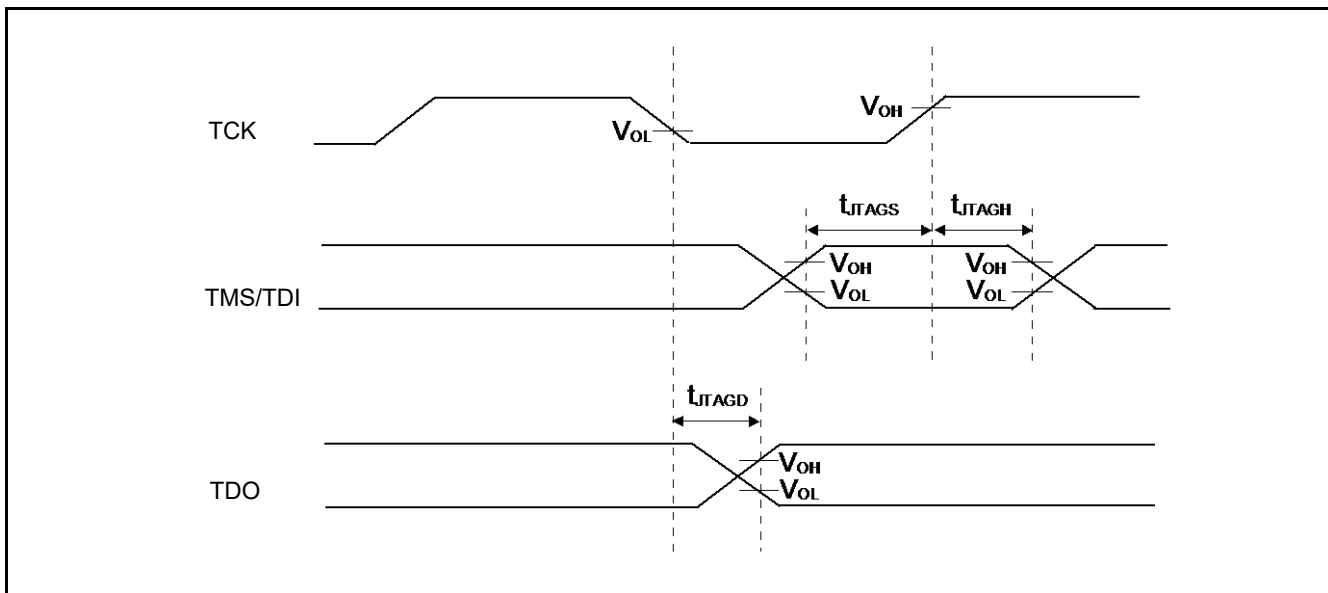 TCK
VOL
VOH
tJTAGS
tJTAGH
TMS/TDI
VOH
VOL
VOH
VOL
tJTAGD
TDO
VOH
VOL